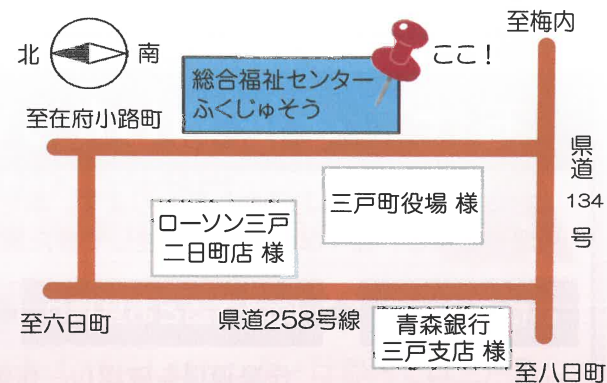 至梅内
北
南
ここ!
総合福祉センター
ふくじゅそう
至在府小路町
県道
134
号
三戸町役場 様
ローソン三戸
二日町店 様
県道258号線
至六日町
青森銀行
三戸支店 様
至八日町